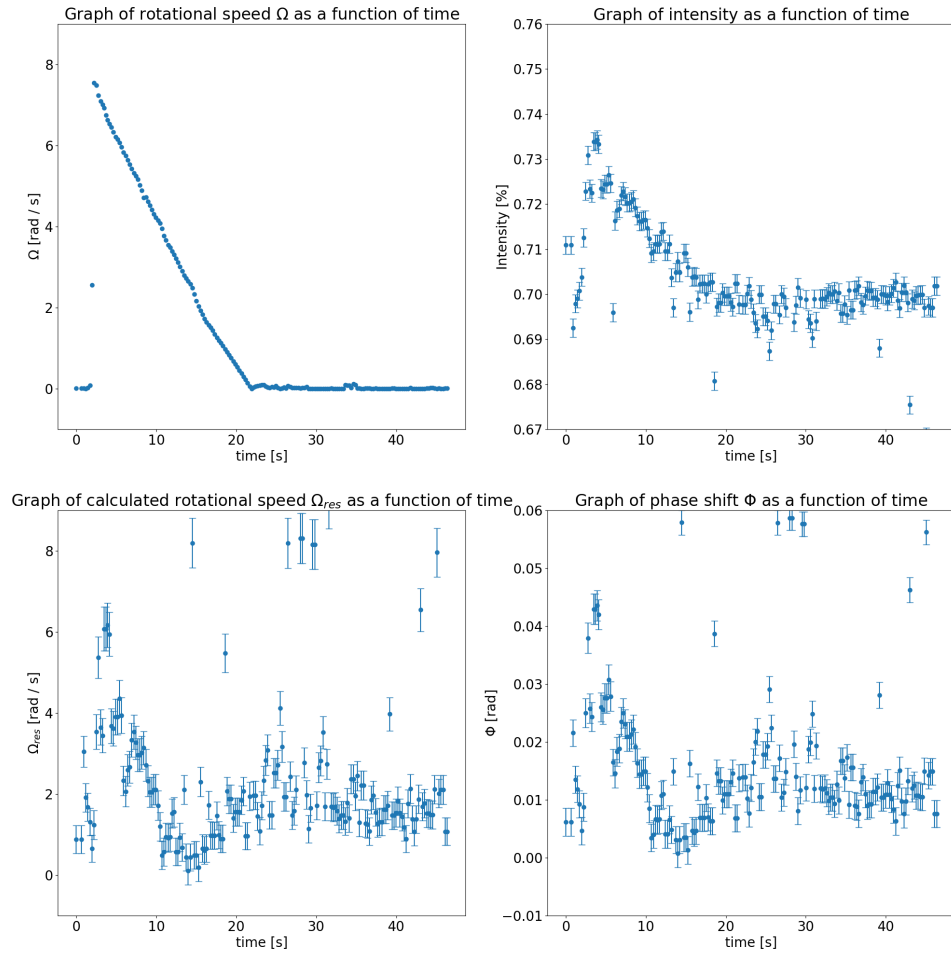 Graph of rotational speed Ω as a function of time
8
6
4
2
0
Ω [rad / s]
0 10 20 30 40
time [s]
Graph of intensity as a function of time
0.76
0.75
0.74
0.73
0.72
0.71
0.70
0.69
0.68
0.67
Intensity [%]
0 10 20 30 40
time [s]
Graph of calculated rotational speed Ωres as a function of time
8
6
4
2
0
Ωres [rad / s]
0 10 20 30 40
time [s]
Graph of phase shift Φ as a function of time
0.06
0.05
0.04
0.03
0.02
0.01
0.00
−0.01
Φ [rad]
0 10 20 30 40
time [s]